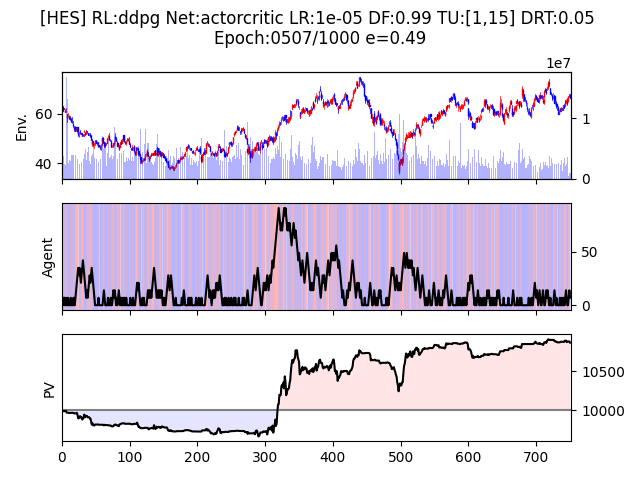 [HES] RL:ddpg Net:actorcritic LR:1e-05 DF:0.99 TU:[1,15] DRT:0.05
Epoch:0507/1000 e=0.49
1e7
60
40
Env.
1
0
Agent
50
0
PV
10500
10000
0
100
200
300
400
500
600
700